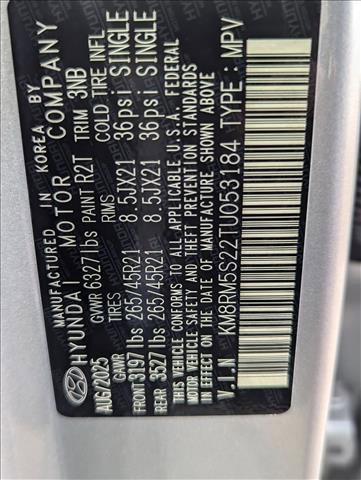 MANUFACTURED IN KOREA BY
HYUNDAI MOTOR COMPANY
AUG/2025 GVWR 6327lbs PAINT R2T TRIM 3NB
GAWR TIRES RIMS COLD TIRE INFL
FRONT 3197lbs 265/45R21 8.5JX21 36psi SINGLE
REAR 3527lbs 265/45R21 8.5JX21 36psi SINGLE
THIS VEHICLE CONFORMS TO ALL APPLICABLE U.S.A. FEDERAL
MOTOR VEHICLE SAFETY, BUMPER, AND THEFT PREVENTION
STANDARDS IN EFFECT ON THE DATE OF MANUFACTURE SHOWN ABOVE
V.I.N KM8RM5S22TU053184 TYPE : MPV